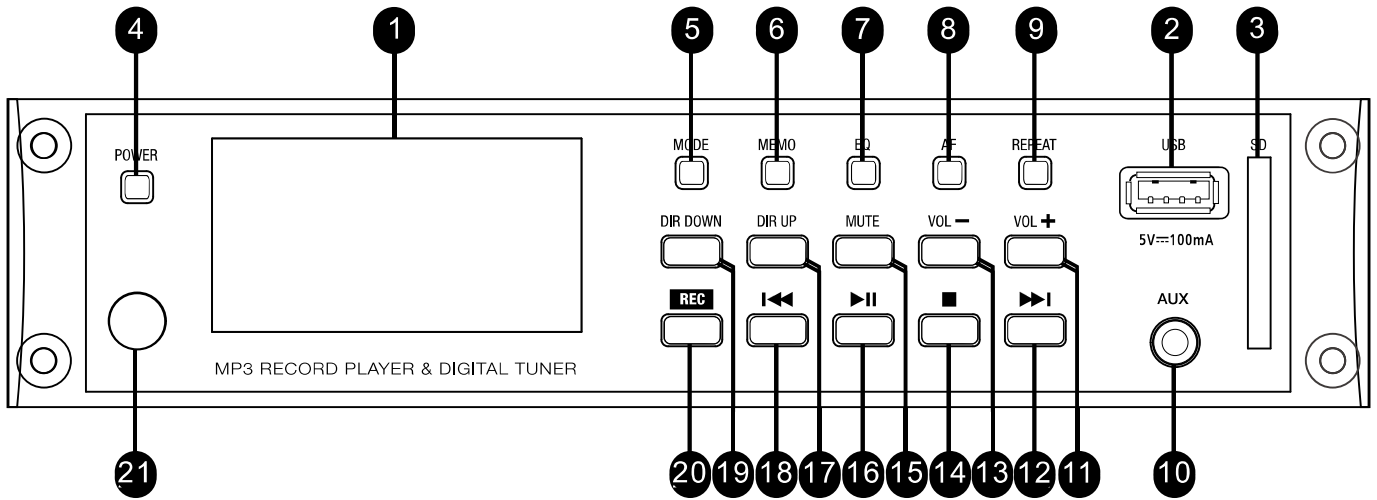 4 1 5 6 7 8 9 2 3
POWER MODE MEMO EQ AF REPEAT USB SD
DIR DOWN DIR UP MUTE VOL − VOL + 5V⎓100mA
REC I◀◀ ▶II ■ ▶▶I AUX
MP3 RECORD PLAYER & DIGITAL TUNER
21 20 19 18 17 16 15 14 13 12 11 10